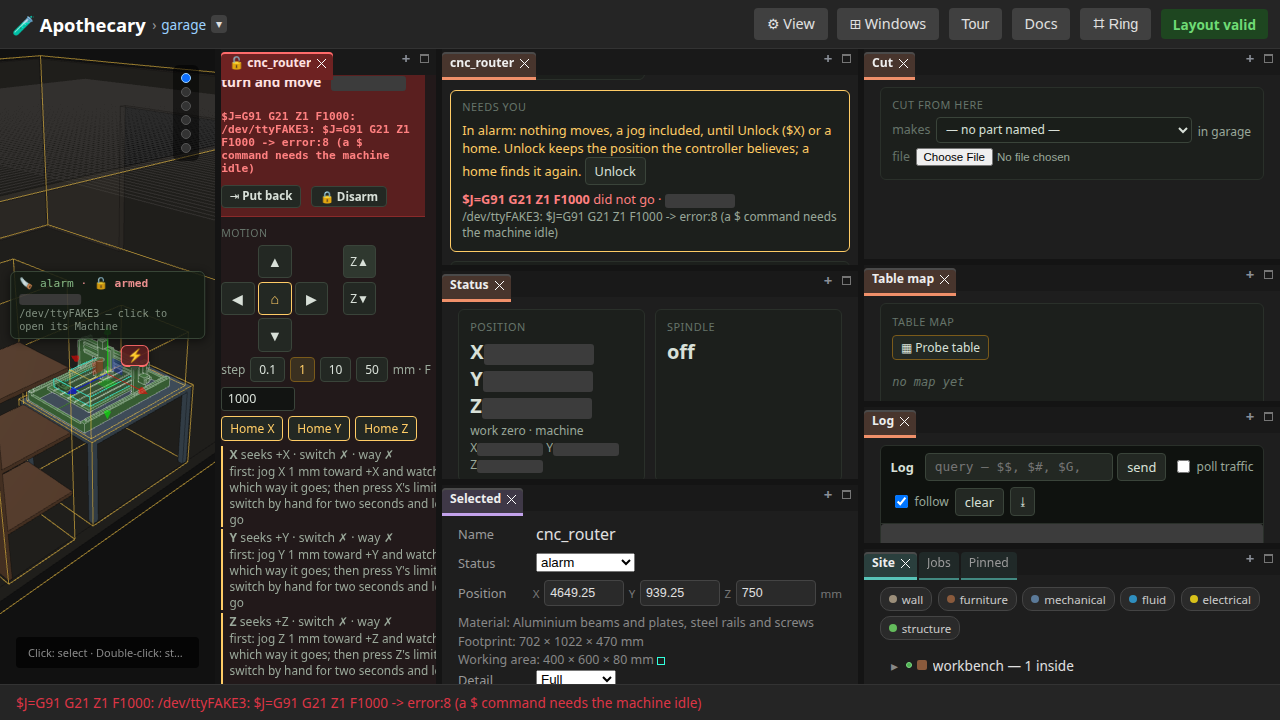 🧪 Apothecary › garage ▾
⚙ View
⊞ Windows
Tour
Docs
⌗ Ring
Layout valid
🔓 cnc_router
turn and move
$J=G91 G21 Z1 F1000:
/dev/ttyFAKE3: $J=G91 G21 Z1
F1000 -> error:8 (a $
command needs the machine
idle)
⇥ Put back
🔒 Disarm
MOTION
▲
Z▲
◀
⌂
▶
Z▼
▼
step 0.1 1 10 50 mm · F
1000
Home X
Home Y
Home Z
X seeks +X · switch ✗ · way ✗
first: jog X 1 mm toward +X and watch
which way it goes; then press X's limit
switch by hand for two seconds and le
go
Y seeks +Y · switch ✗ · way ✗
first: jog Y 1 mm toward +Y and watch
which way it goes; then press Y's limit
switch by hand for two seconds and le
go
Z seeks +Z · switch ✗ · way ✗
first: jog Z 1 mm toward +Z and watch
which way it goes; then press Z's limit
switch by hand for two seconds and le
alarm · 🔓 armed
/dev/ttyFAKE3 — click to
open its Machine
Click: select · Double-click: st…
cnc_router
NEEDS YOU
In alarm: nothing moves, a jog included, until Unlock ($X) or a
home. Unlock keeps the position the controller believes; a
home finds it again. Unlock
$J=G91 G21 Z1 F1000 did not go ·
/dev/ttyFAKE3: $J=G91 G21 Z1 F1000 -> error:8 (a $ command needs
the machine idle)
Status
POSITION
X
Y
Z
work zero · machine
X Y
Z
SPINDLE
off
Selected
Name cnc_router
Status alarm
Position X 4649.25 Y 939.25 Z 750 mm
Material: Aluminium beams and plates, steel rails and screws
Footprint: 702 × 1022 × 470 mm
Working area: 400 × 600 × 80 mm
Detail Full
Cut
CUT FROM HERE
makes — no part named — in garage
file Choose File No file chosen
Table map
TABLE MAP
▦ Probe table
no map yet
Log
Log query — $$, $#, $G, send poll traffic
follow clear ⤓
Site
Jobs
Pinned
wall
furniture
mechanical
fluid
electrical
structure
▸ workbench — 1 inside
$J=G91 G21 Z1 F1000: /dev/ttyFAKE3: $J=G91 G21 Z1 F1000 -> error:8 (a $ command needs the machine idle)